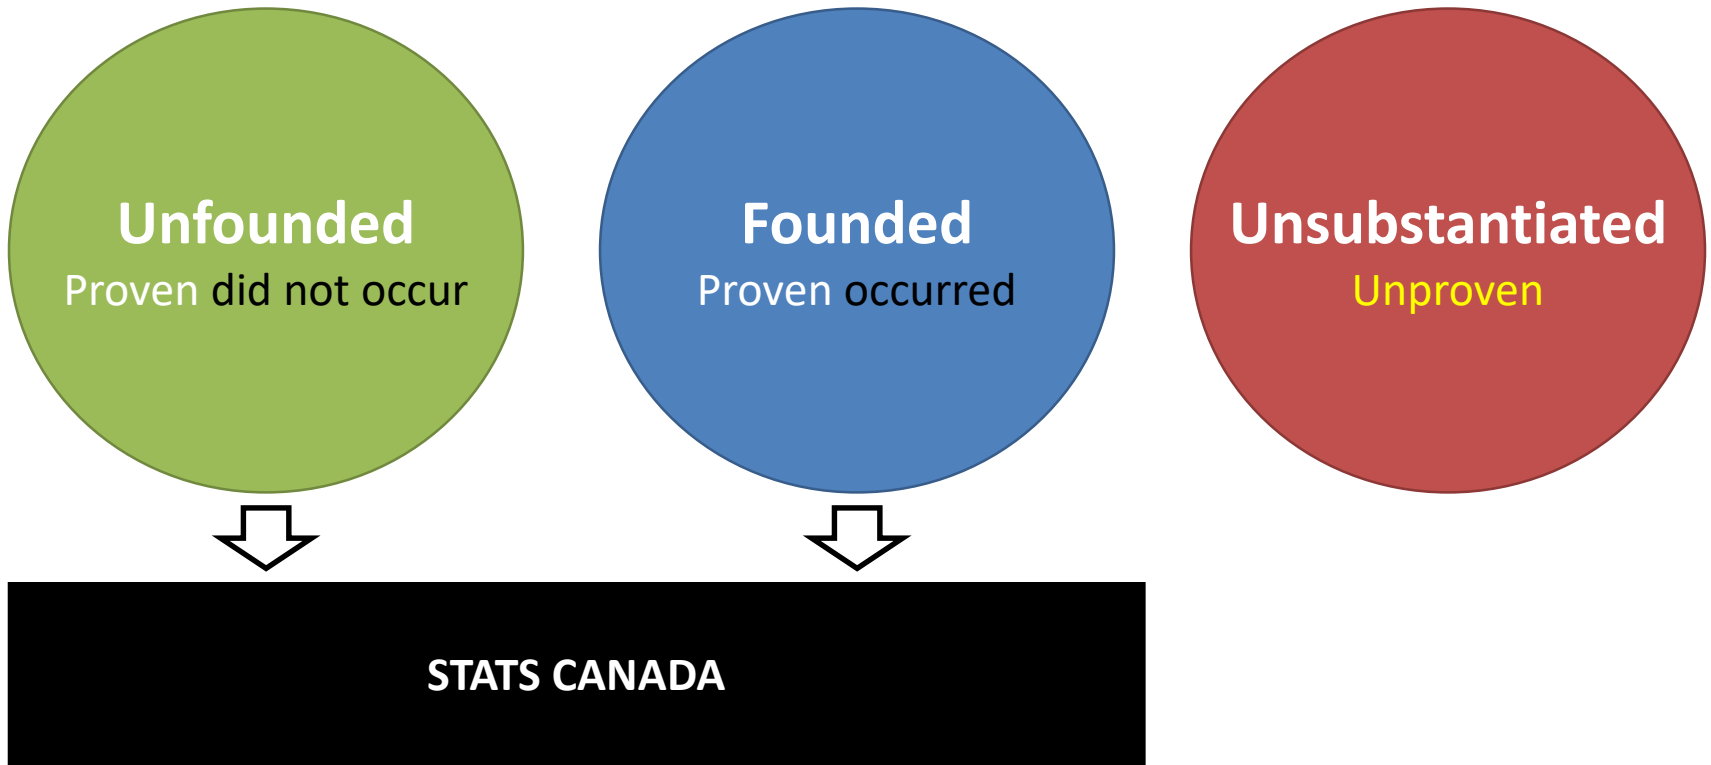 Unfounded
Proven did not occur
Founded
Proven occurred
Unsubstantiated
Unproven
STATS CANADA